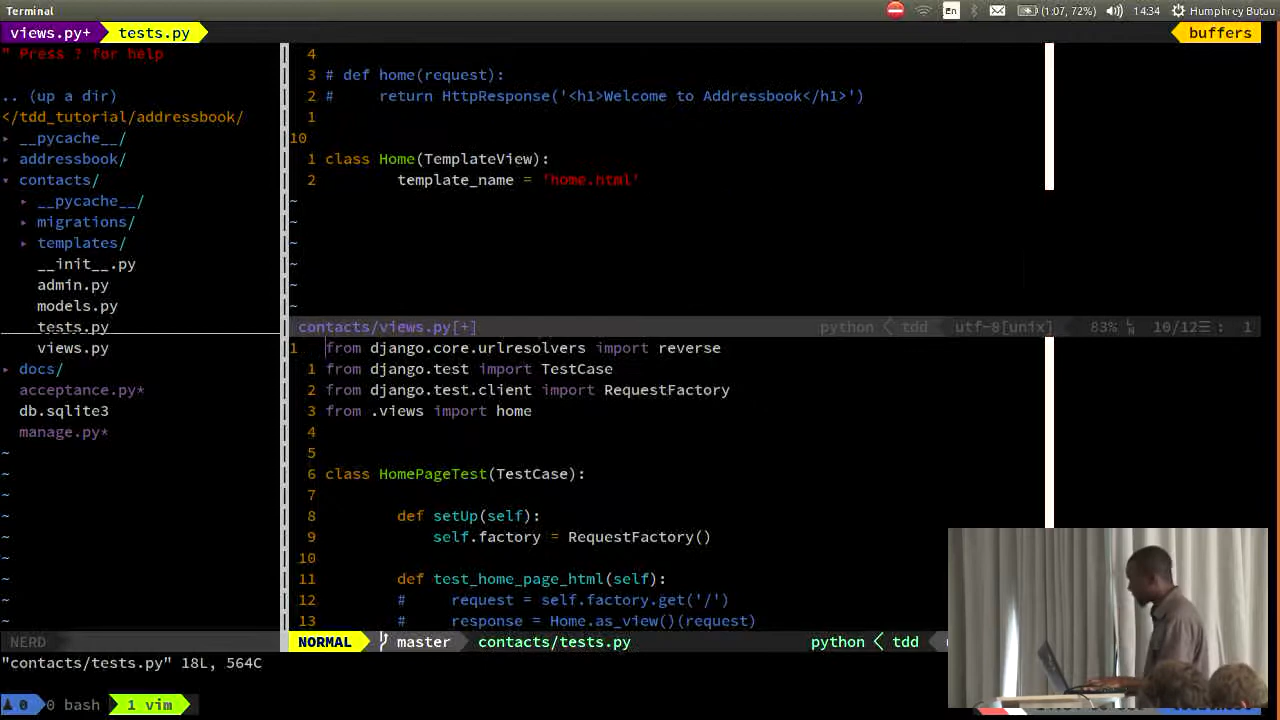 Terminal
En (1:07, 72%) 14:34 Humphrey Butau
views.py+ tests.py buffers
" Press ? for help
.. (up a dir)
</tdd_tutorial/addressbook/
▸ __pycache__/
▸ addressbook/
▾ contacts/
▸ __pycache__/
▸ migrations/
▸ templates/
__init__.py
admin.py
models.py
tests.py
views.py
▸ docs/
acceptance.py*
db.sqlite3
manage.py*
~
~
~
~
~
~
~
~
~
NERD
4
3 # def home(request):
2 #     return HttpResponse('<h1>Welcome to Addressbook</h1>')
1
10
1 class Home(TemplateView):
2         template_name = 'home.html'
~
~
~
~
~
~
contacts/views.py[+] python < tdd utf-8[unix] 83% 10/12☰ : 1
1 from django.core.urlresolvers import reverse
1 from django.test import TestCase
2 from django.test.client import RequestFactory
3 from .views import home
4
5
6 class HomePageTest(TestCase):
7
8         def setUp(self):
9             self.factory = RequestFactory()
10
11         def test_home_page_html(self):
12         #     request = self.factory.get('/')
13         #     response = Home.as_view()(request)
NORMAL master contacts/tests.py python < tdd
"contacts/tests.py" 18L, 564C
0 0 bash 1 vim